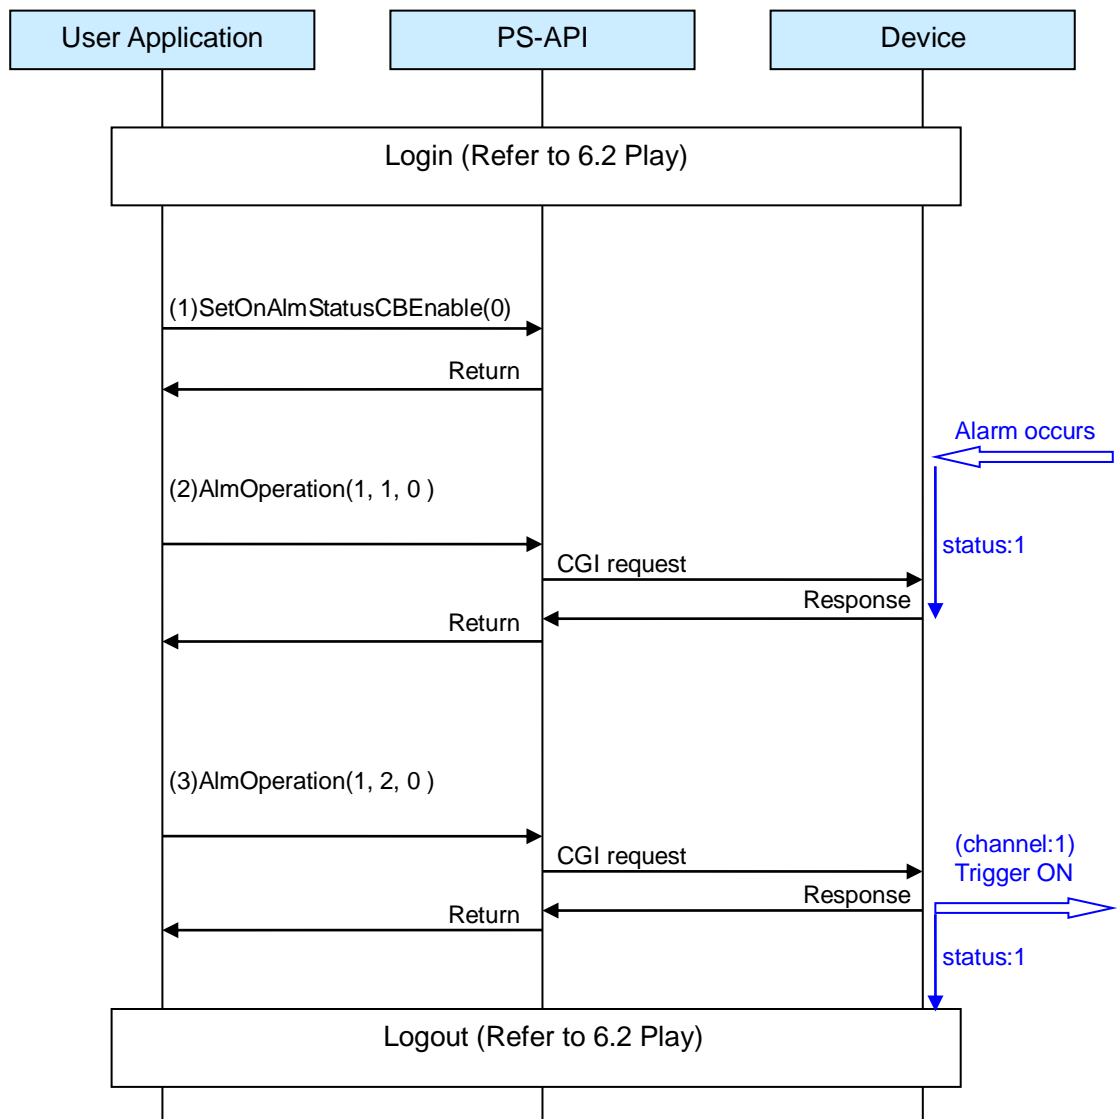 User Application
PS-API
Device
Login (Refer to 6.2 Play)
(1)SetOnAlmStatusCBEnable(0)
Return
Alarm occurs
(2)AlmOperation(1, 1, 0 )
status:1
CGI request
Response
Return
(3)AlmOperation(1, 2, 0 )
(channel:1)
Trigger ON
CGI request
Response
Return
status:1
Logout (Refer to 6.2 Play)